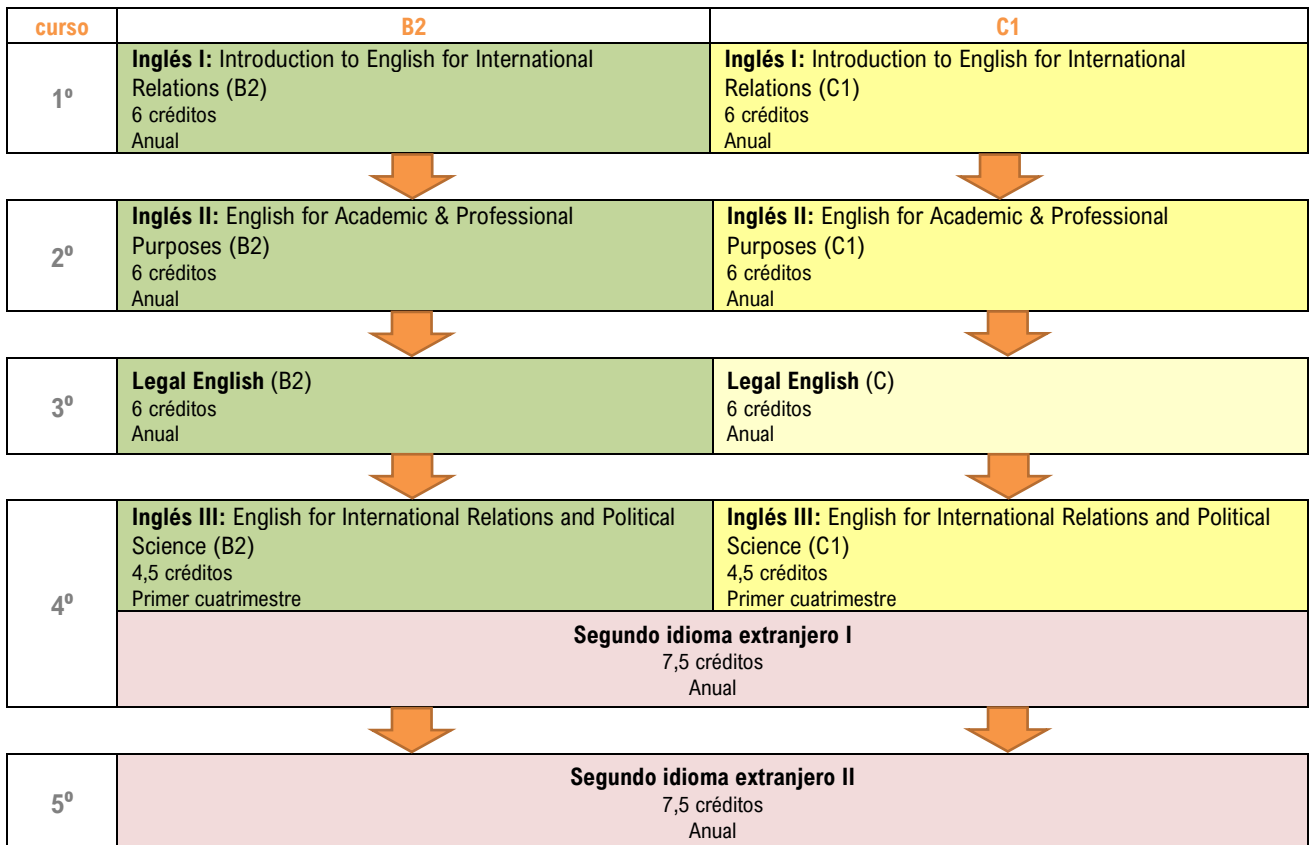 curso B2 C1
1º
Inglés I: Introduction to English for International
Relations (B2)
6 créditos
Anual
Inglés I: Introduction to English for International
Relations (C1)
6 créditos
Anual
2º
Inglés II: English for Academic & Professional
Purposes (B2)
6 créditos
Anual
Inglés II: English for Academic & Professional
Purposes (C1)
6 créditos
Anual
3º
Legal English (B2)
6 créditos
Anual
Legal English (C)
6 créditos
Anual
4º
Inglés III: English for International Relations and Political
Science (B2)
4,5 créditos
Primer cuatrimestre
Inglés III: English for International Relations and Political
Science (C1)
4,5 créditos
Primer cuatrimestre
Segundo idioma extranjero I
7,5 créditos
Anual
5º
Segundo idioma extranjero II
7,5 créditos
Anual